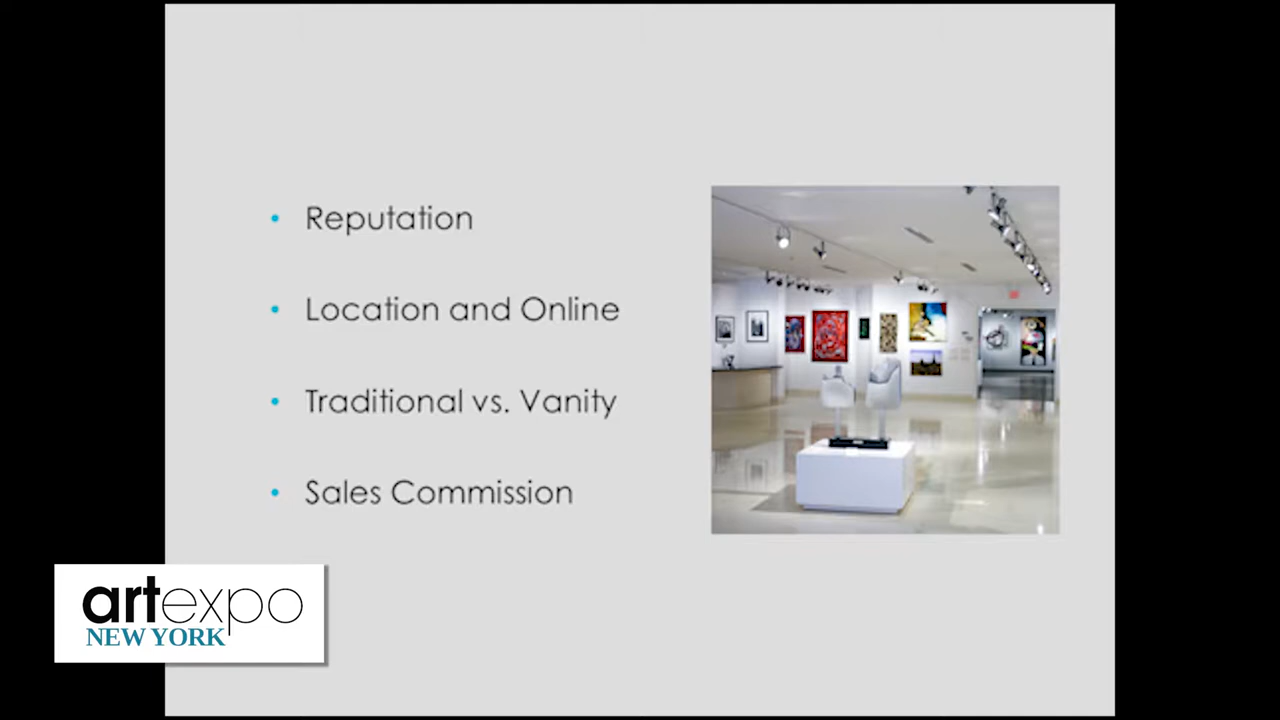 Reputation
Location and Online
Traditional vs. Vanity
Sales Commission
artexpo
NEW YORK